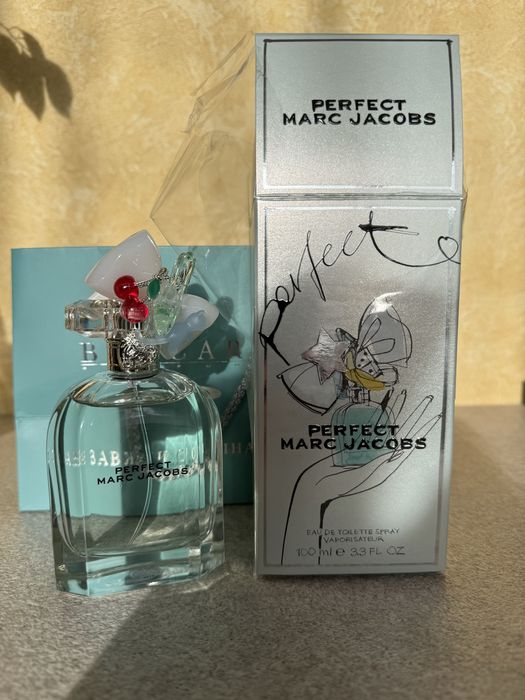 PERFECT
MARC JACOBS
perfect
PERFECT
MARC JACOBS
EAU DE TOILETTE SPRAY
VAPORISATEUR
100 ml e 3.3 FL OZ
PERFECT
MARC JACOBS